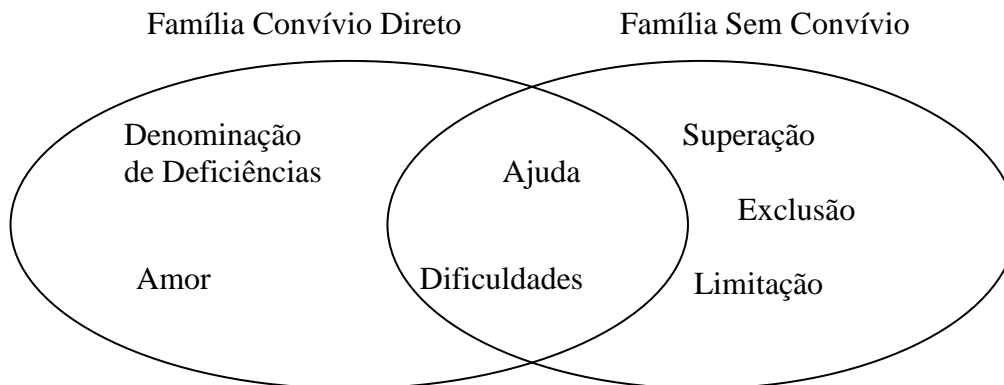 Família Convívio Direto
Família Sem Convívio
Denominação
de Deficiências
Ajuda
Superação
Exclusão
Amor
Dificuldades
Limitação